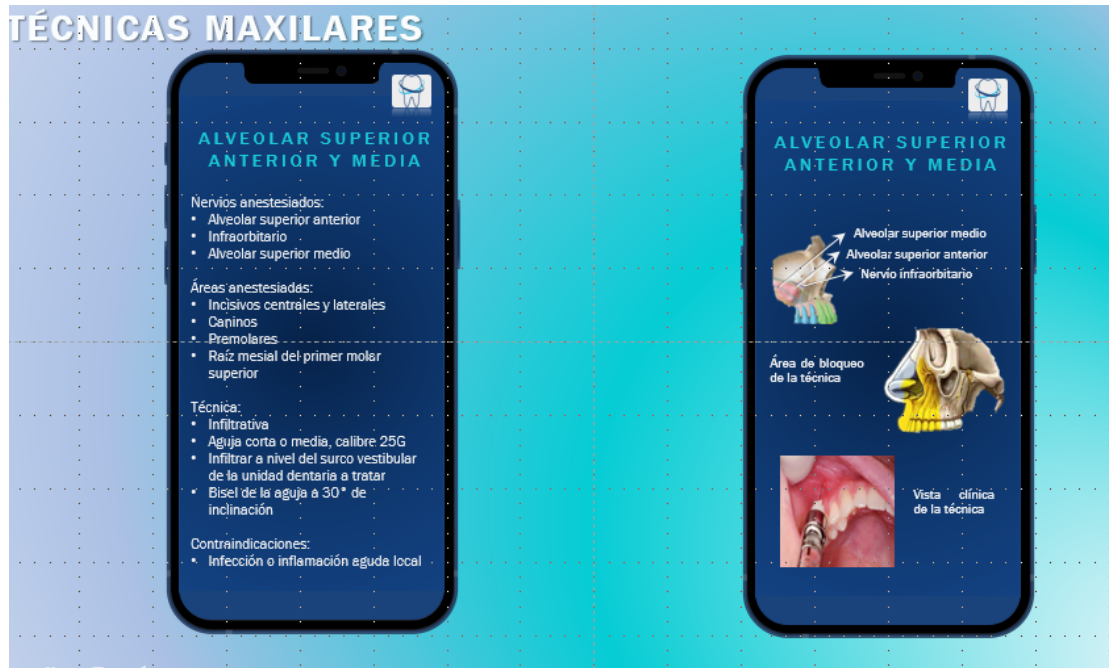 TÉCNICAS MAXILARES
ALVEOLAR SUPERIOR
ANTERIOR Y MEDIA
Nervios anestesiados:
• Alveolar superior anterior
• Infraorbitario
• Alveolar superior medio
Áreas anestesiadas:
• Incisivos centrales y laterales
• Caninos
• Premolares
• Raíz mesial del primer molar
superior
Técnica:
• Infiltrativa
• Aguja corta o media, calibre 25G
• Infiltrar a nivel del surco vestibular
de la unidad dentaria a tratar
• Bisel de la aguja a 30° de
inclinación
Contraindicaciones:
• Infección o inflamación aguda local
ALVEOLAR SUPERIOR
ANTERIOR Y MEDIA
Alveolar superior medio
Alveolar superior anterior
Nervio infraorbitario
Área de bloqueo
de la técnica
Vista clínica
de la técnica